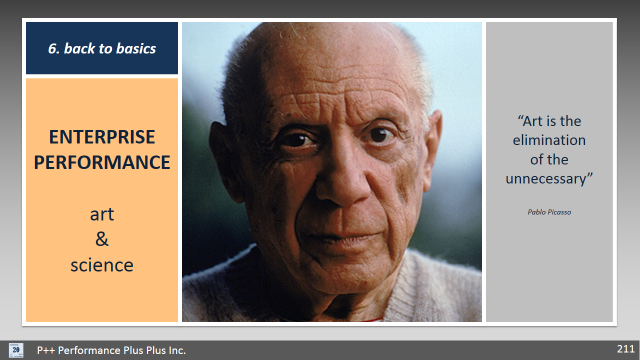 6. back to basics
ENTERPRISE
PERFORMANCE
art
&
science
“Art is the
elimination
of the
unnecessary”
Pablo Picasso
20
P++ Performance Plus Plus Inc.
211